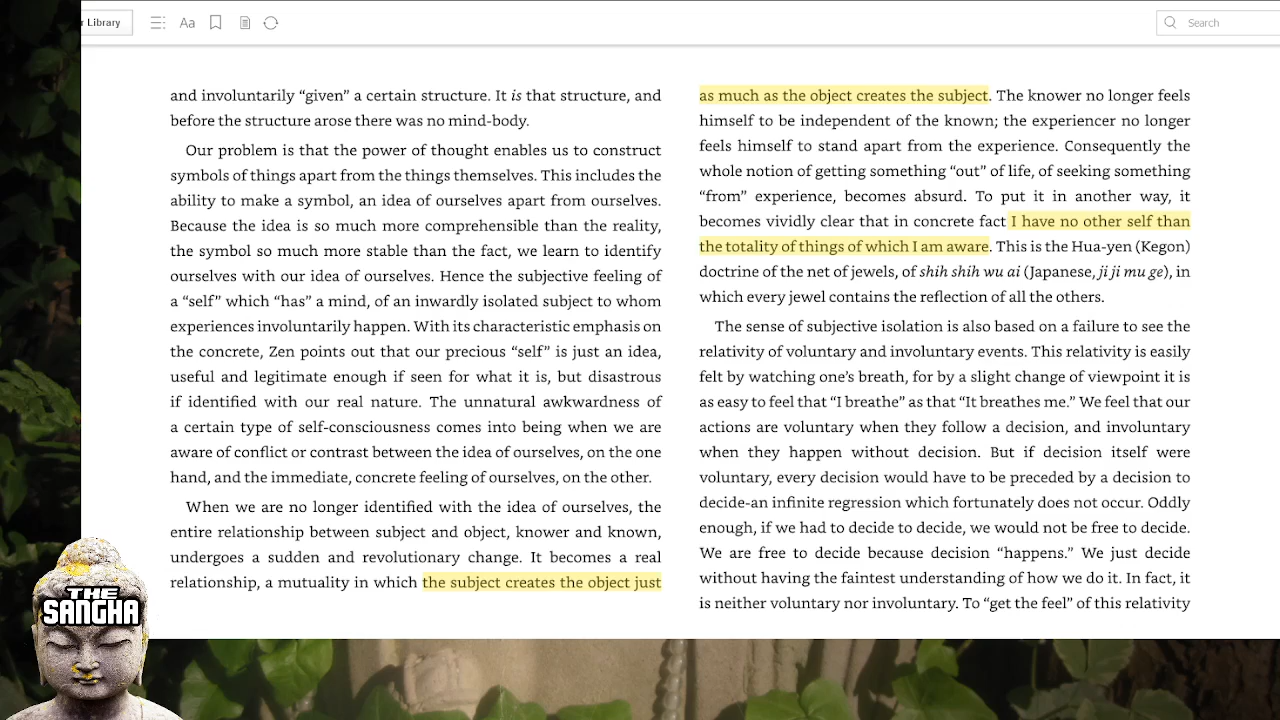 r Library
Aa
Search
and involuntarily “given” a certain structure. It is that structure, and
before the structure arose there was no mind-body.
Our problem is that the power of thought enables us to construct
symbols of things apart from the things themselves. This includes the
ability to make a symbol, an idea of ourselves apart from ourselves.
Because the idea is so much more comprehensible than the reality,
the symbol so much more stable than the fact, we learn to identify
ourselves with our idea of ourselves. Hence the subjective feeling of
a “self” which “has” a mind, of an inwardly isolated subject to whom
experiences involuntarily happen. With its characteristic emphasis on
the concrete, Zen points out that our precious “self” is just an idea,
useful and legitimate enough if seen for what it is, but disastrous
if identified with our real nature. The unnatural awkwardness of
a certain type of self-consciousness comes into being when we are
aware of conflict or contrast between the idea of ourselves, on the one
hand, and the immediate, concrete feeling of ourselves, on the other.
When we are no longer identified with the idea of ourselves, the
entire relationship between subject and object, knower and known,
undergoes a sudden and revolutionary change. It becomes a real
relationship, a mutuality in which the subject creates the object just
as much as the object creates the subject. The knower no longer feels
himself to be independent of the known; the experiencer no longer
feels himself to stand apart from the experience. Consequently the
whole notion of getting something “out” of life, of seeking something
“from” experience, becomes absurd. To put it in another way, it
becomes vividly clear that in concrete fact I have no other self than
the totality of things of which I am aware. This is the Hua-yen (Kegon)
doctrine of the net of jewels, of shih shih wu ai (Japanese, ji ji mu ge), in
which every jewel contains the reflection of all the others.
The sense of subjective isolation is also based on a failure to see the
relativity of voluntary and involuntary events. This relativity is easily
felt by watching one’s breath, for by a slight change of viewpoint it is
as easy to feel that “I breathe” as that “It breathes me.” We feel that our
actions are voluntary when they follow a decision, and involuntary
when they happen without decision. But if decision itself were
voluntary, every decision would have to be preceded by a decision to
decide-an infinite regression which fortunately does not occur. Oddly
enough, if we had to decide to decide, we would not be free to decide.
We are free to decide because decision “happens.” We just decide
without having the faintest understanding of how we do it. In fact, it
is neither voluntary nor involuntary. To “get the feel” of this relativity
THE
SANGHA